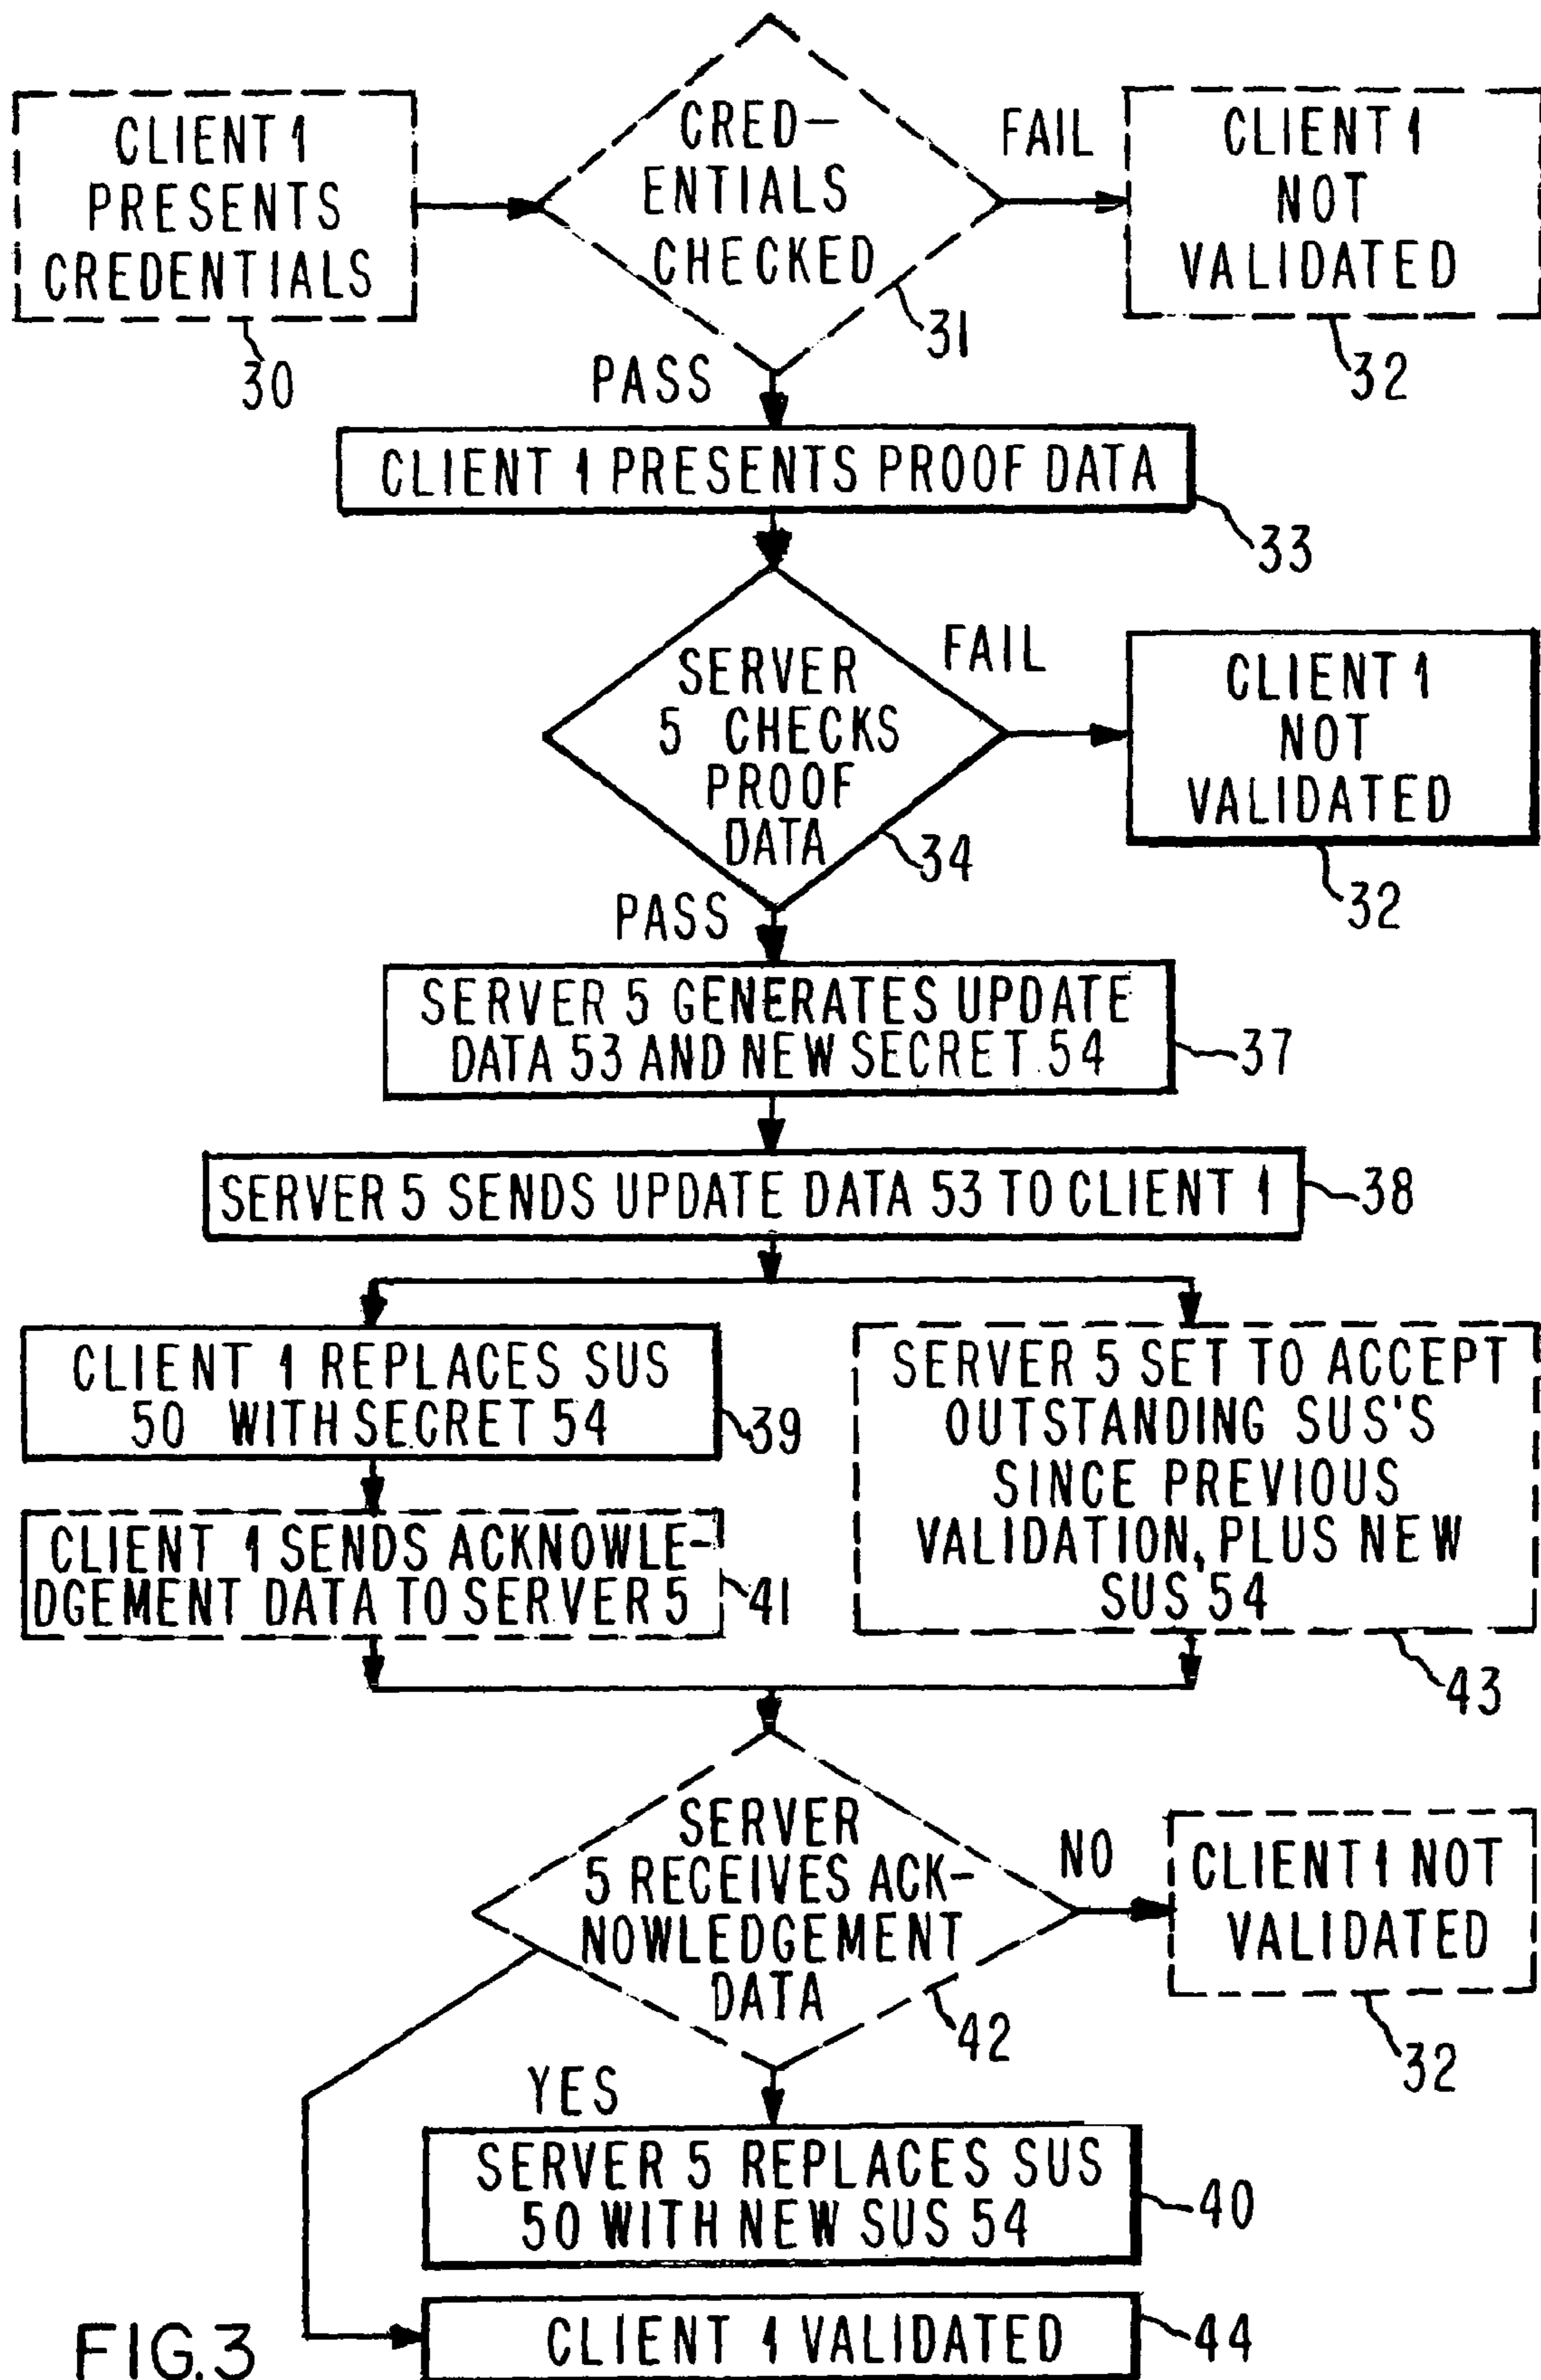 CLIENT 1
PRESENTS
CREDENTIALS
30
CRED-
ENTIALS
CHECKED
31
FAIL
CLIENT 1
NOT
VALIDATED
32
PASS
CLIENT 1 PRESENTS PROOF DATA
33
SERVER
5 CHECKS
PROOF
DATA
34
FAIL
CLIENT 1
NOT
VALIDATED
32
PASS
SERVER 5 GENERATES UPDATE
DATA 53 AND NEW SECRET 54
37
SERVER 5 SENDS UPDATE DATA 53 TO CLIENT 1
38
CLIENT 1 REPLACES SUS
50 WITH SECRET 54
39
CLIENT 1 SENDS ACKNOWLE-
DGEMENT DATA TO SERVER 5
41
SERVER 5 SET TO ACCEPT
OUTSTANDING SUS'S
SINCE PREVIOUS
VALIDATION, PLUS NEW
SUS 54
43
SERVER
5 RECEIVES ACK-
NOWLEDGEMENT
DATA
42
NO
CLIENT 1 NOT
VALIDATED
32
YES
SERVER 5 REPLACES SUS
50 WITH NEW SUS 54
40
CLIENT 1 VALIDATED
44
FIG.3